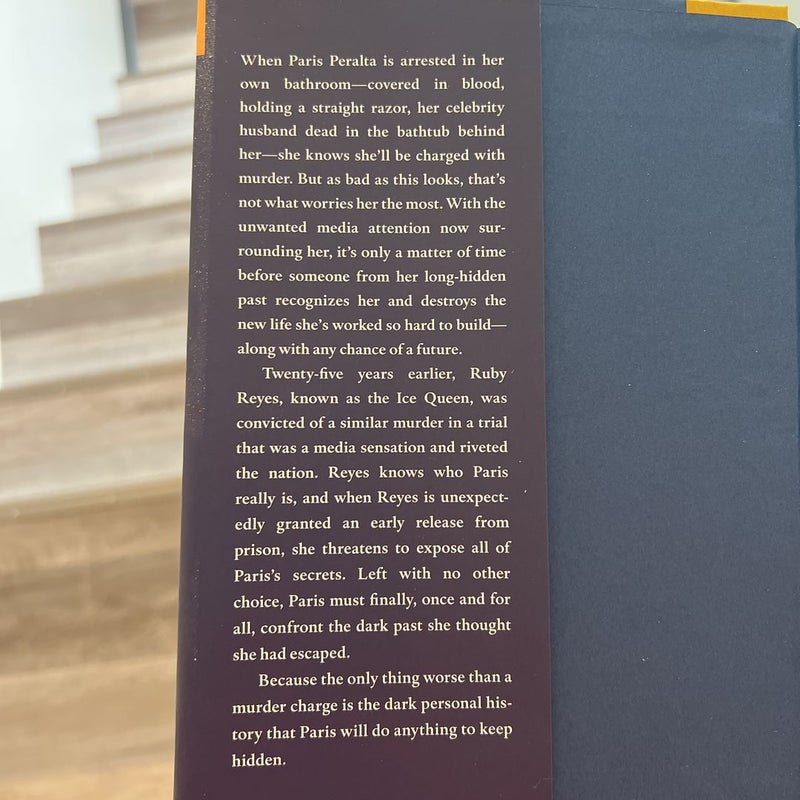 When Paris Peralta is arrested in her
own bathroom—covered in blood,
holding a straight razor, her celebrity
husband dead in the bathtub behind
her—she knows she'll be charged with
murder. But as bad as this looks, that's
not what worries her the most. With the
unwanted media attention now sur-
rounding her, it's only a matter of time
before someone from her long-hidden
past recognizes her and destroys the
new life she's worked so hard to build—
along with any chance of a future.
Twenty-five years earlier, Ruby
Reyes, known as the Ice Queen, was
convicted of a similar murder in a trial
that was a media sensation and riveted
the nation. Reyes knows who Paris
really is, and when Reyes is unexpect-
edly granted an early release from
prison, she threatens to expose all of
Paris's secrets. Left with no other
choice, Paris must finally, once and for
all, confront the dark past she thought
she had escaped.
Because the only thing worse than a
murder charge is the dark personal his-
tory that Paris will do anything to keep
hidden.